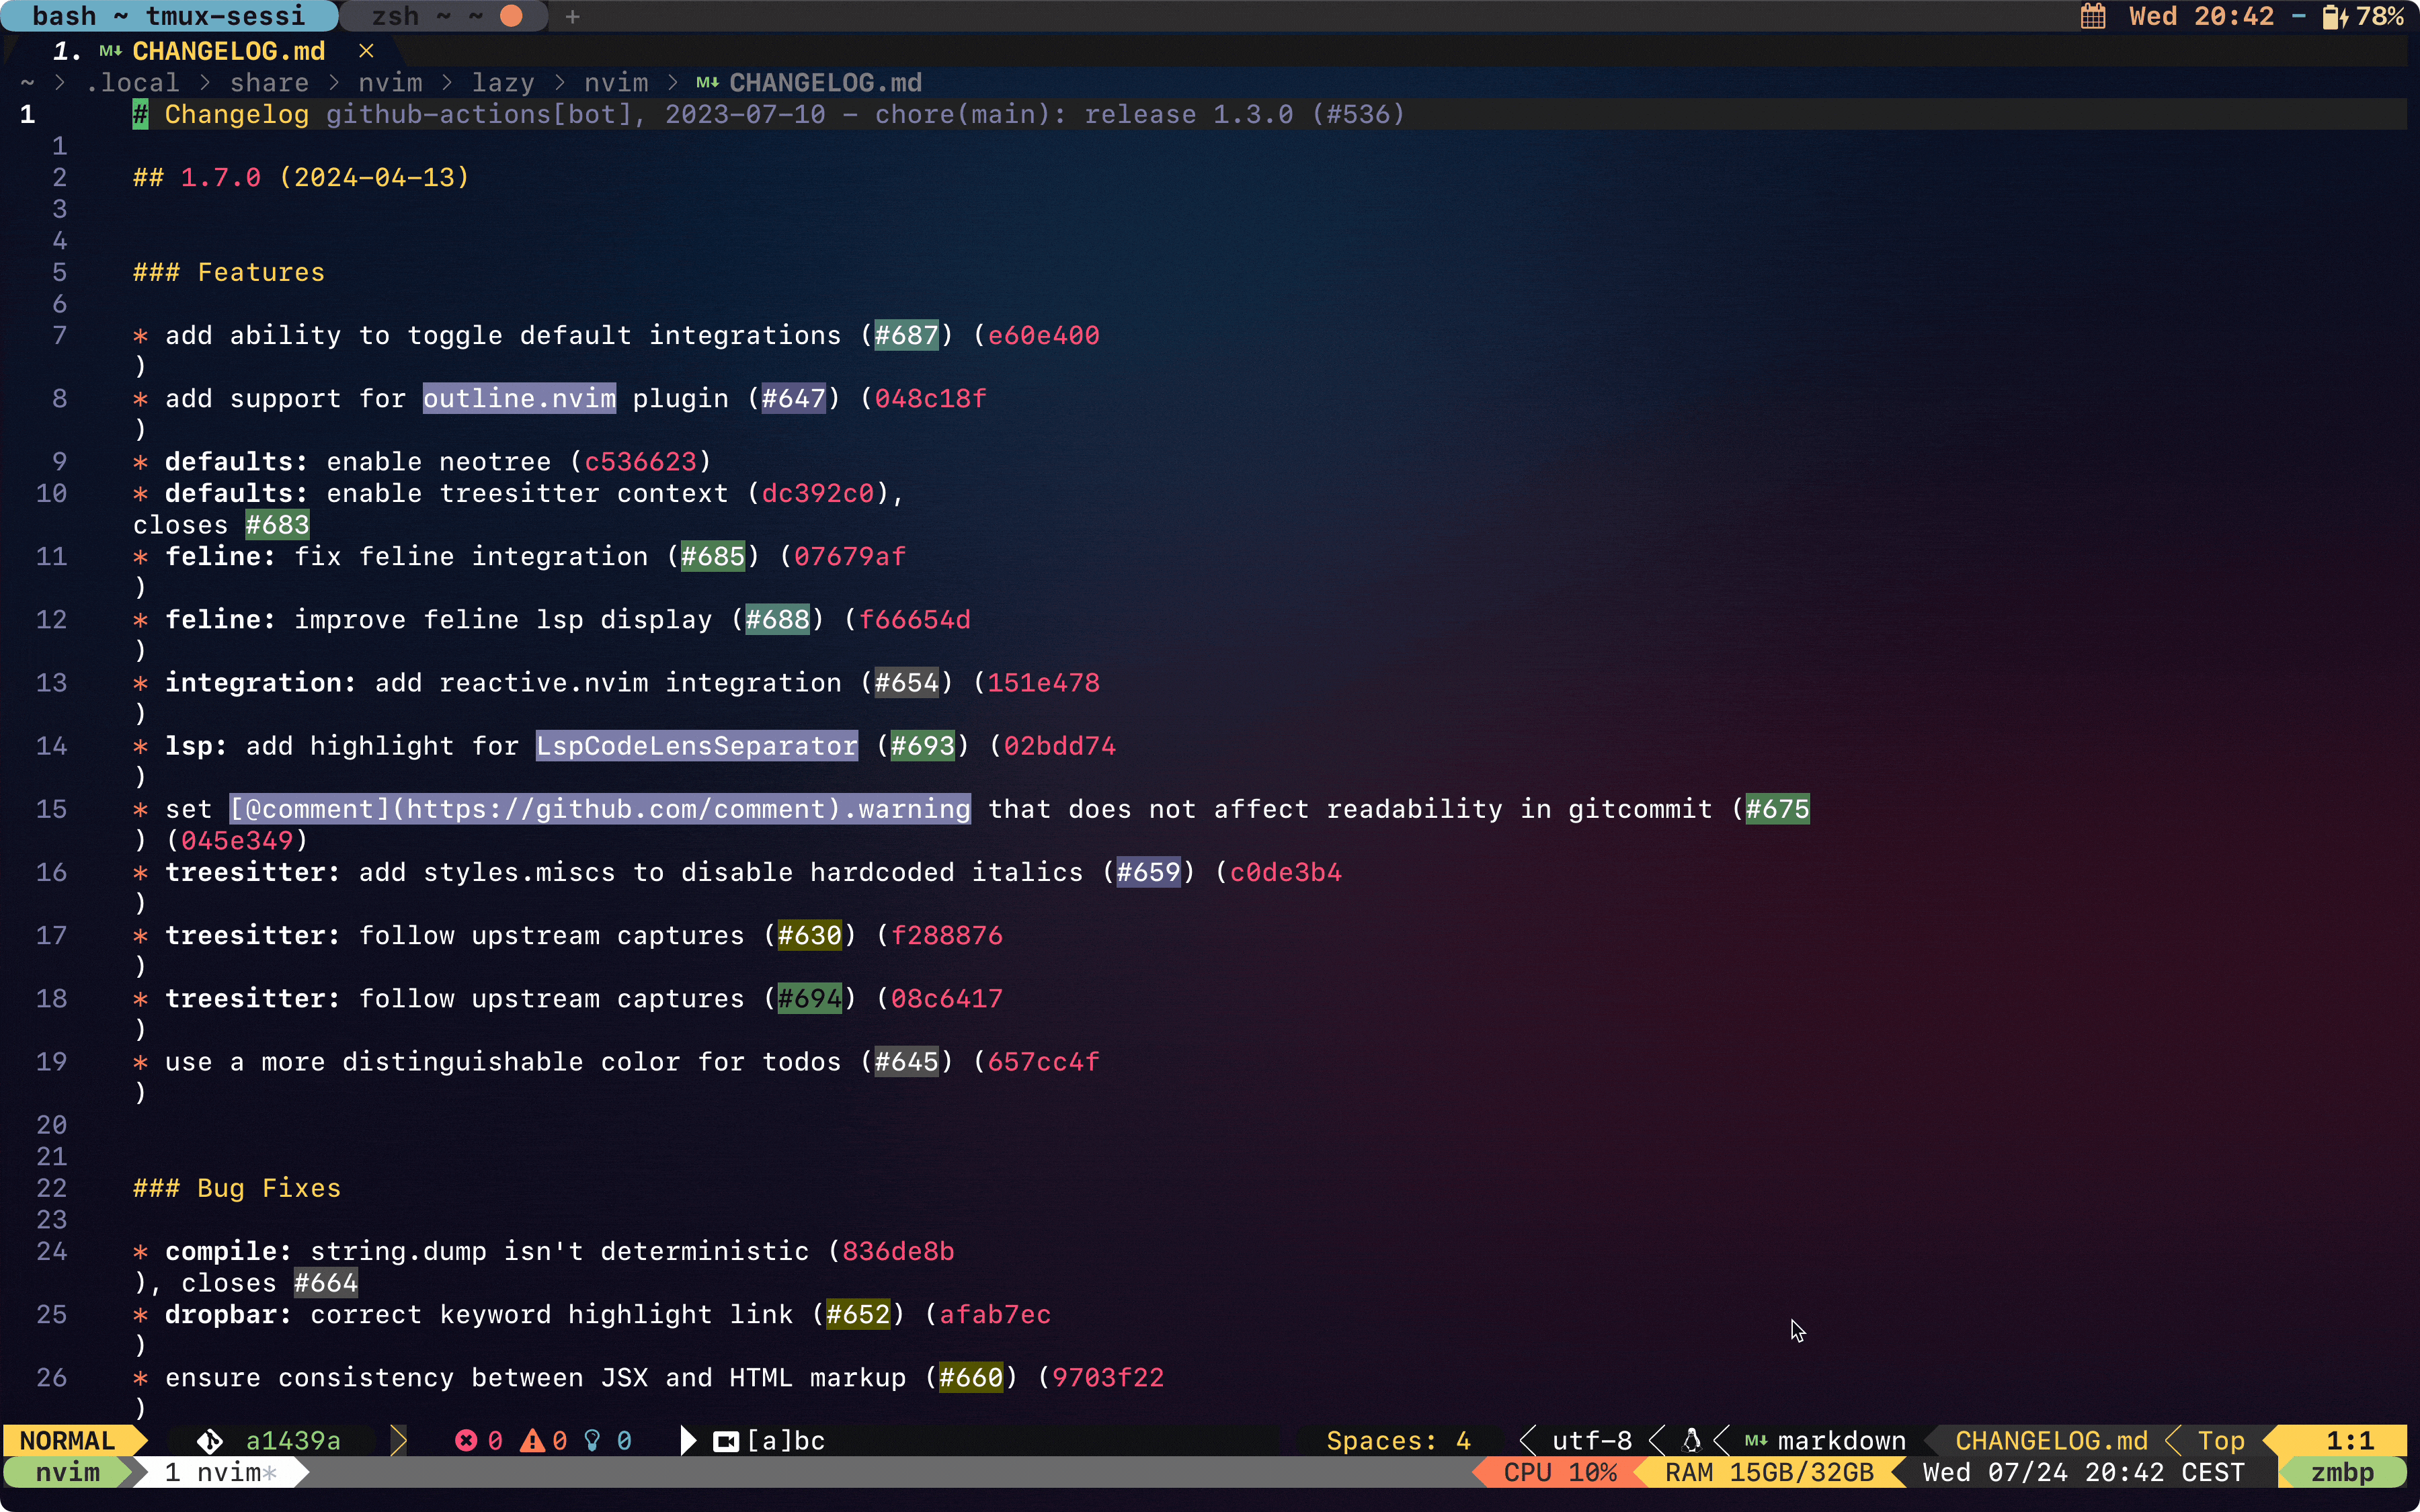 bash ~ tmux-sessi zsh ~ ~ + Wed 20:42 - 78%
1. M↓ CHANGELOG.md ×
~ > .local > share > nvim > lazy > nvim > M↓ CHANGELOG.md
1 # Changelog github-actions[bot], 2023-07-10 - chore(main): release 1.3.0 (#536)
1
2 ## 1.7.0 (2024-04-13)
3
4
5 ### Features
6
7 * add ability to toggle default integrations (#687) (e60e400
)
8 * add support for outline.nvim plugin (#647) (048c18f
)
9 * defaults: enable neotree (c536623)
10 * defaults: enable treesitter context (dc392c0),
closes #683
11 * feline: fix feline integration (#685) (07679af
)
12 * feline: improve feline lsp display (#688) (f66654d
)
13 * integration: add reactive.nvim integration (#654) (151e478
)
14 * lsp: add highlight for LspCodeLensSeparator (#693) (02bdd74
)
15 * set [@comment](https://github.com/comment).warning that does not affect readability in gitcommit (#675
) (045e349)
16 * treesitter: add styles.miscs to disable hardcoded italics (#659) (c0de3b4
)
17 * treesitter: follow upstream captures (#630) (f288876
)
18 * treesitter: follow upstream captures (#694) (08c6417
)
19 * use a more distinguishable color for todos (#645) (657cc4f
)
20
21
22 ### Bug Fixes
23
24 * compile: string.dump isn't deterministic (836de8b
), closes #664
25 * dropbar: correct keyword highlight link (#652) (afab7ec
)
26 * ensure consistency between JSX and HTML markup (#660) (9703f22
)
NORMAL a1439a 0 0 0 [a]bc Spaces: 4 utf-8 M↓ markdown CHANGELOG.md Top 1:1
nvim 1 nvim* CPU 10% RAM 15GB/32GB Wed 07/24 20:42 CEST zmbp